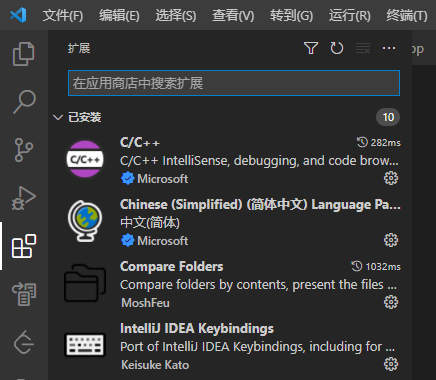 文件(F) 编辑(E) 选择(S) 查看(V) 转到(G) 运行(R) 终端(T)
扩展
pp
在应用商店中搜索扩展
已安装 10
C/C++ 282ms
C/C++
C/C++ IntelliSense, debugging, and code brow...
Microsoft
Chinese (Simplified) (简体中文) Language Pa...
中文(简体)
Microsoft
Compare Folders 1032ms
Compare folders by contents, present the files ...
MoshFeu
IntelliJ IDEA Keybindings
Port of IntelliJ IDEA Keybindings, including for ...
Keisuke Kato